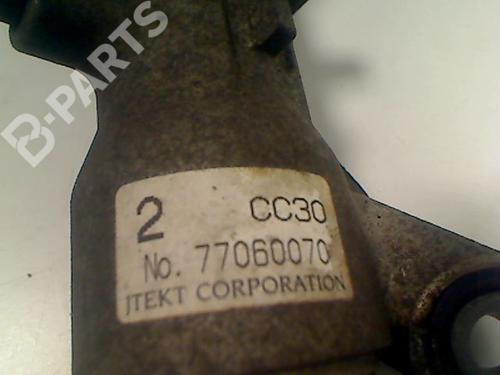 B-PARTS
2 CC30
No. 77060070
JTEKT CORPORATION